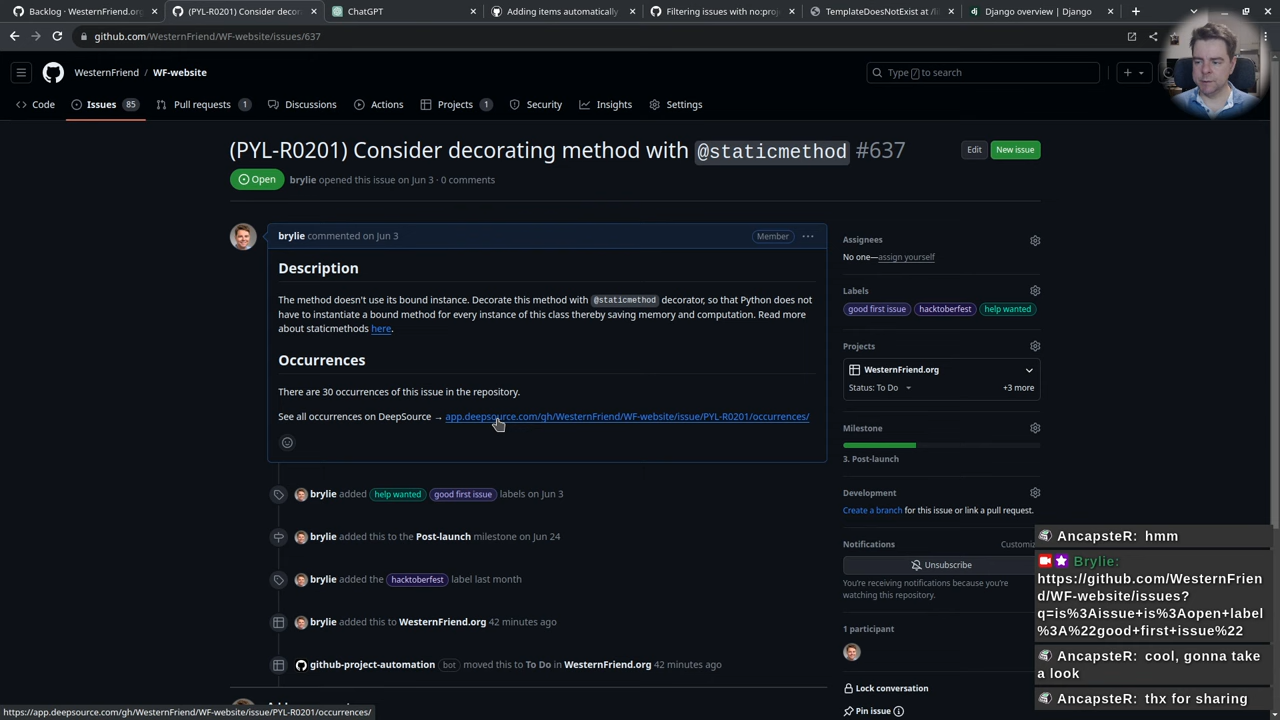 Backlog · WesternFriend.or
(PYL-R0201) Consider decor
ChatGPT
Adding items automatically
Filtering issues with no:proj
TemplateDoesNotExist at /li
Django overview | Django
github.com/WesternFriend/WF-website/issues/637
WesternFriend / WF-website
Type / to search
Code
Issues 85
Pull requests 1
Discussions
Actions
Projects 1
Security
Insights
Settings
(PYL-R0201) Consider decorating method with @staticmethod #637
Edit
New issue
Open
brylie opened this issue on Jun 3 · 0 comments
brylie commented on Jun 3
Member
Description
The method doesn't use its bound instance. Decorate this method with @staticmethod decorator, so that Python does not
have to instantiate a bound method for every instance of this class thereby saving memory and computation. Read more
about staticmethods here.
Occurrences
There are 30 occurrences of this issue in the repository.
See all occurrences on DeepSource → app.deepsource.com/gh/WesternFriend/WF-website/issue/PYL-R0201/occurrences/
brylie added help wanted good first issue labels on Jun 3
brylie added this to the Post-launch milestone on Jun 24
brylie added the hacktoberfest label last month
brylie added this to WesternFriend.org 42 minutes ago
github-project-automation bot moved this to To Do in WesternFriend.org 42 minutes ago
Assignees
No one—assign yourself
Labels
good first issue hacktoberfest help wanted
Projects
WesternFriend.org
Status: To Do +3 more
Milestone
3. Post-launch
Development
Create a branch for this issue or link a pull request.
Notifications
Customiz
Unsubscribe
You're receiving notifications because you're
watching this repository.
1 participant
Lock conversation
Pin issue
AncapsteR: hmm
Brylie:
https://github.com/WesternFrien
d/WF-website/issues?
q=is%3Aissue+is%3Aopen+label
%3A%22good+first+issue%22
AncapsteR: cool, gonna take
a look
AncapsteR: thx for sharing
https://app.deepsource.com/gh/WesternFriend/WF-website/issue/PYL-R0201/occurrences/